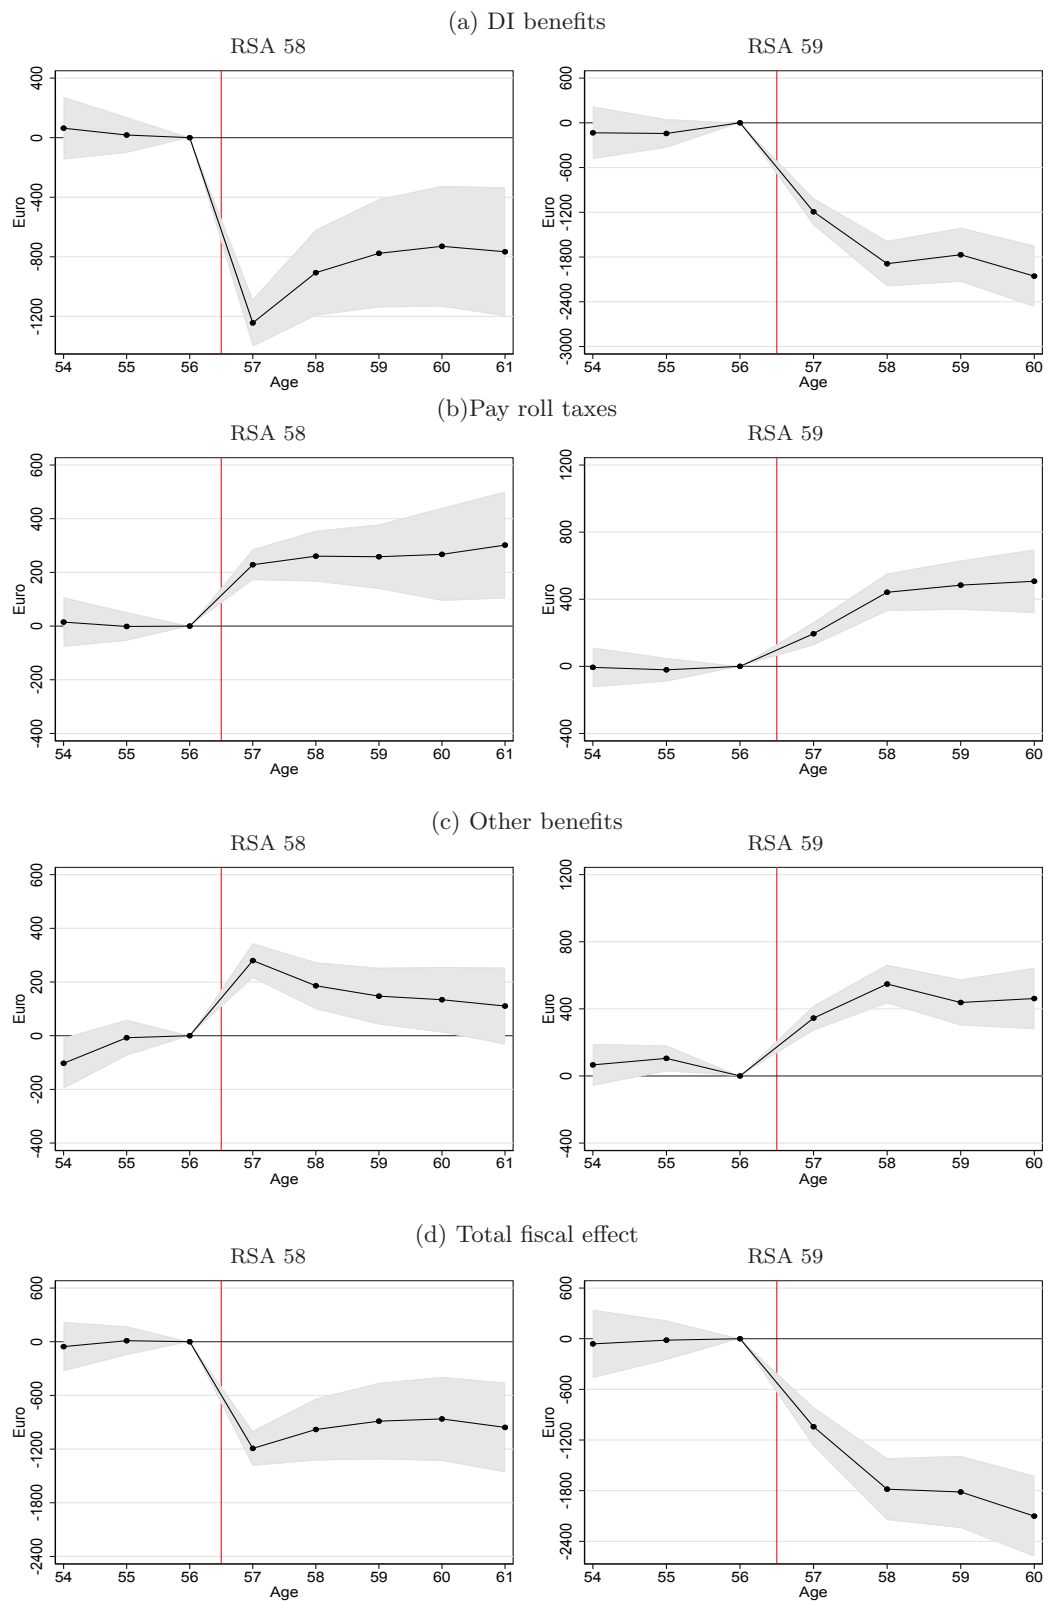 (a) DI benefits
RSA 58
RSA 59
400
0
-400
-800
-1200
Euro
54 55 56 57 58 59 60 61
Age
600
0
-600
-1200
-1800
-2400
-3000
Euro
54 55 56 57 58 59 60
Age
(b)Pay roll taxes
RSA 58
RSA 59
600
400
200
0
-200
-400
Euro
54 55 56 57 58 59 60 61
Age
1200
800
400
0
-400
Euro
54 55 56 57 58 59 60
Age
(c) Other benefits
RSA 58
RSA 59
600
400
200
0
-200
-400
Euro
54 55 56 57 58 59 60 61
Age
1200
800
400
0
-400
Euro
54 55 56 57 58 59 60
Age
(d) Total fiscal effect
RSA 58
RSA 59
600
0
-600
-1200
-1800
-2400
Euro
54 55 56 57 58 59 60 61
Age
600
0
-600
-1200
-1800
-2400
Euro
54 55 56 57 58 59 60
Age